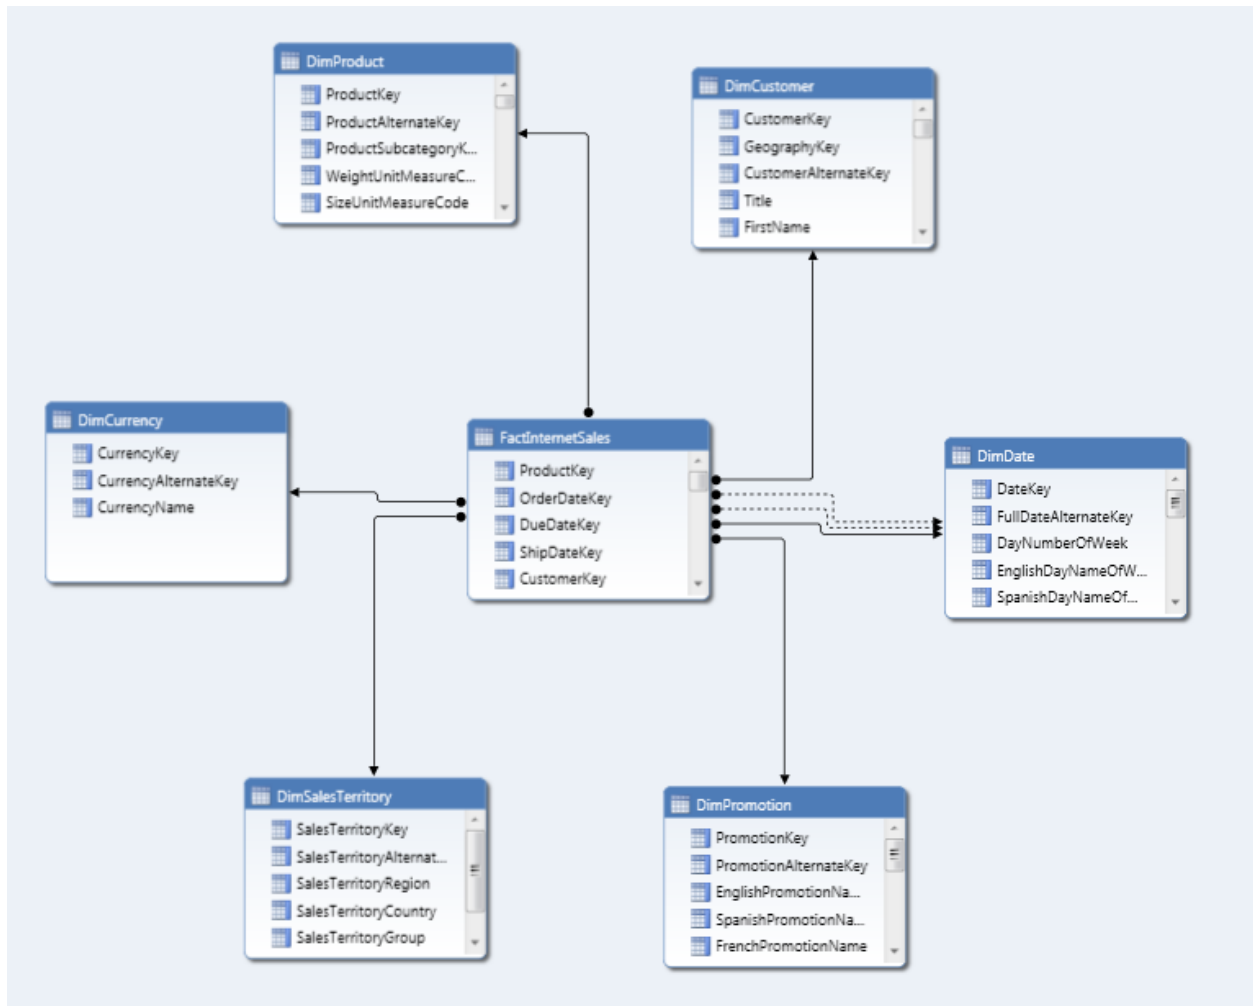 DimProduct
ProductKey
ProductAlternateKey
ProductSubcategoryK...
WeightUnitMeasureC...
SizeUnitMeasureCode
DimCustomer
CustomerKey
GeographyKey
CustomerAlternateKey
Title
FirstName
DimCurrency
CurrencyKey
CurrencyAlternateKey
CurrencyName
FactInternetSales
ProductKey
OrderDateKey
DueDateKey
ShipDateKey
CustomerKey
DimDate
DateKey
FullDateAlternateKey
DayNumberOfWeek
EnglishDayNameOfW...
SpanishDayNameOf...
DimSalesTerritory
SalesTerritoryKey
SalesTerritoryAlternat...
SalesTerritoryRegion
SalesTerritoryCountry
SalesTerritoryGroup
DimPromotion
PromotionKey
PromotionAlternateKey
EnglishPromotionNa...
SpanishPromotionNa...
FrenchPromotionName